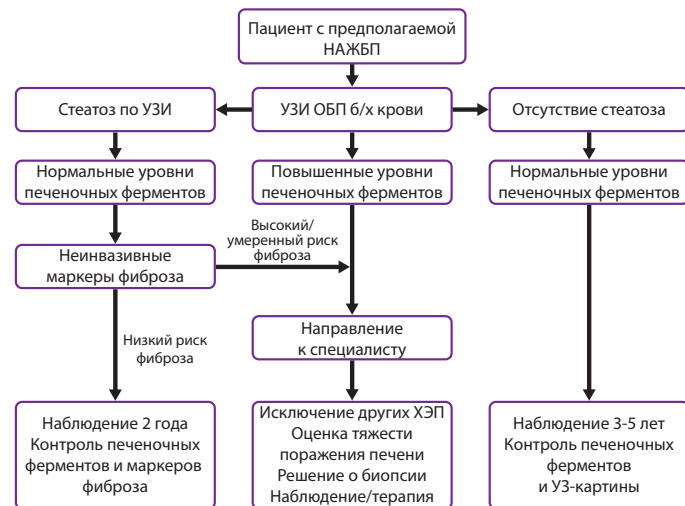 Пациент с предполагаемой
НАЖБП
Стеатоз по УЗИ
УЗИ ОБП б/х крови
Отсутствие стеатоза
Нормальные уровни
печеночных ферментов
Повышенные уровни
печеночных ферментов
Нормальные уровни
печеночных ферментов
Высокий/
умеренный риск
фиброза
Неинвазивные
маркеры фиброза
Низкий риск
фиброза
Направление
к специалисту
Наблюдение 2 года
Контроль печеночных
ферментов и маркеров
фиброза
Исключение других ХЭП
Оценка тяжести
поражения печени
Решение о биопсии
Наблюдение/терапия
Наблюдение 3-5 лет
Контроль печеночных
ферментов
и УЗ-картины